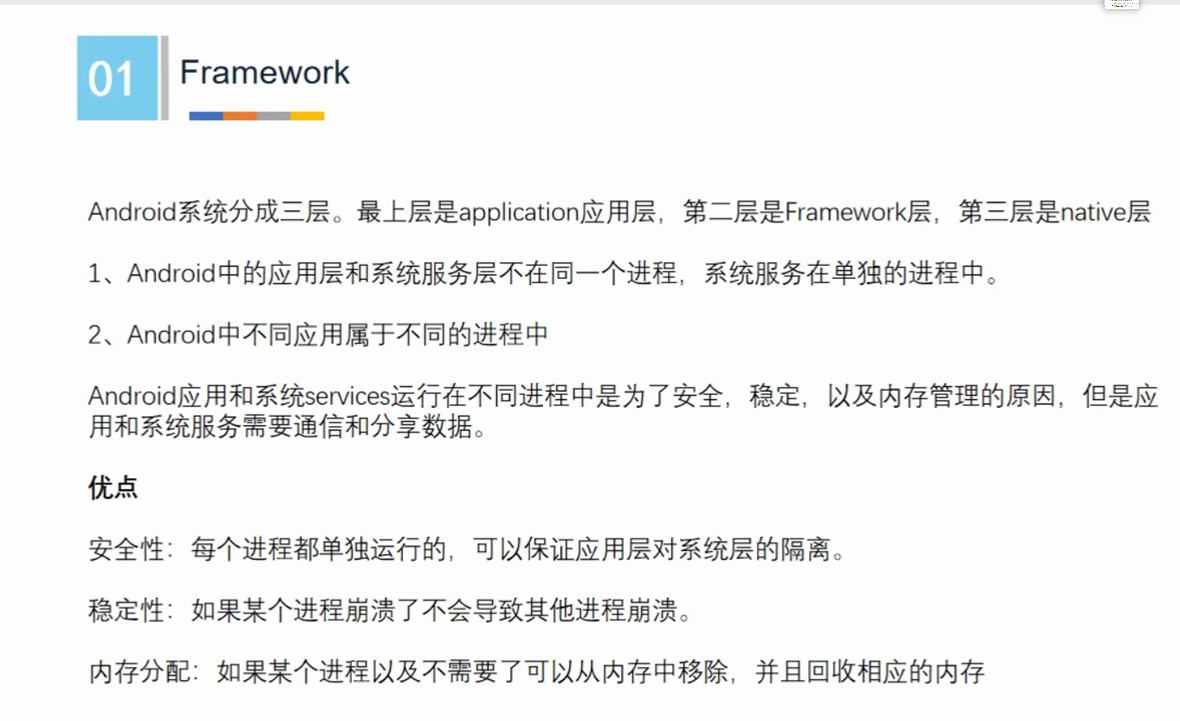 01
Framework
Android系统分成三层。最上层是application应用层，第二层是Framework层，第三层是native层
1、Android中的应用层和系统服务层不在同一个进程，系统服务在单独的进程中。
2、Android中不同应用属于不同的进程中
Android应用和系统services运行在不同进程中是为了安全，稳定，以及内存管理的原因，但是应
用和系统服务需要通信和分享数据。
优点
安全性：每个进程都单独运行的，可以保证应用层对系统层的隔离。
稳定性：如果某个进程崩溃了不会导致其他进程崩溃。
内存分配：如果某个进程以及不需要了可以从内存中移除，并且回收相应的内存